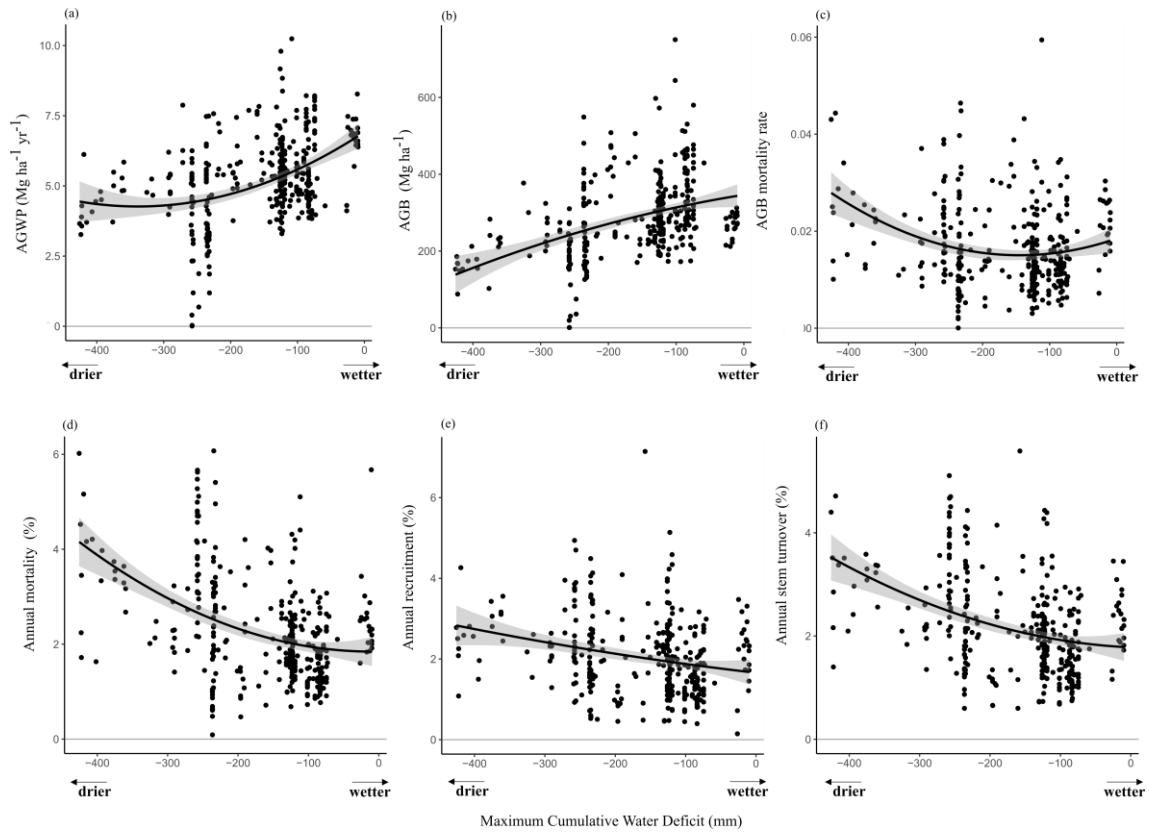 (a)
10.0
7.5
5.0
2.5
0
AGWP (Mg ha⁻¹ yr⁻¹)
−400 −300 −200 −100 0
drier wetter
(b)
600
400
200
0
AGB (Mg ha⁻¹)
−400 −300 −200 −100 0
drier wetter
(c)
0.06
0.04
0.02
00
AGB mortality rate
−400 −300 −200 −100 0
drier wetter
(d)
6
4
2
0
Annual mortality (%)
−400 −300 −200 −100 0
drier wetter
(e)
6
4
2
0
Annual recruitment (%)
−400 −300 −200 −100 0
drier wetter
(f)
4
2
0
Annual stem turnover (%)
−400 −300 −200 −100 0
drier wetter
Maximum Cumulative Water Deficit (mm)